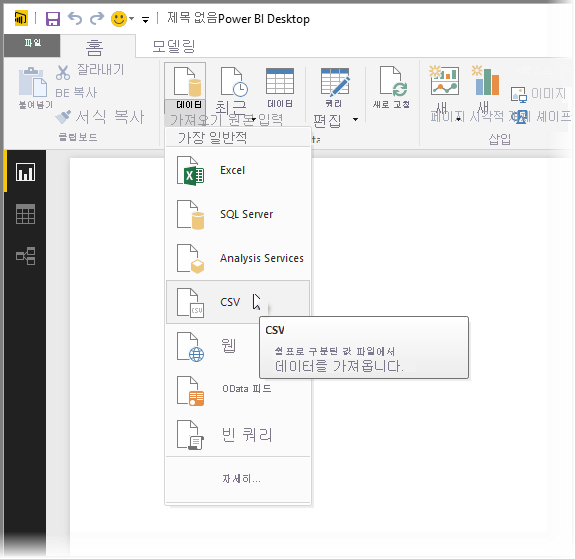 제목 없음Power BI Desktop
파일
홈
모델링
붙여넣기
잘라내기
BE 복사
서식 복사
클립보드
데이터
가져오기
최근
원콘
데이터
입력
쿼리
편집
새로 고침
새
페이지
새
시각적
이미지
셰이프
삽입
가장 일반적
Excel
SQL Server
Analysis Services
CSV
CSV
CSV
쉼표로 구분된 값 파일에서
데이터를 가져옵니다.
웹
OData 피드
빈 쿼리
자세히...